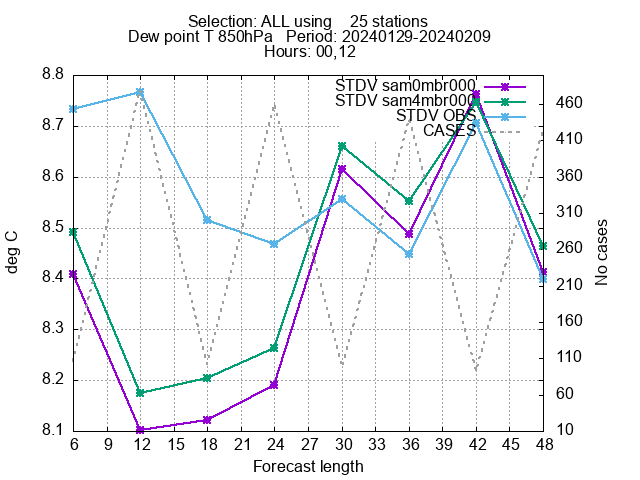 Selection: ALL using 25 stations
Dew point T 850hPa Period: 20240129-20240209
Hours: 00,12
STDV sam0mbr000
STDV sam4mbr000
STDV OBS
CASES
deg C
8.8
8.7
8.6
8.5
8.4
8.3
8.2
8.1
460
410
360
310
260
210
160
110
60
10
No cases
6 9 12 15 18 21 24 27 30 33 36 39 42 45 48
Forecast length